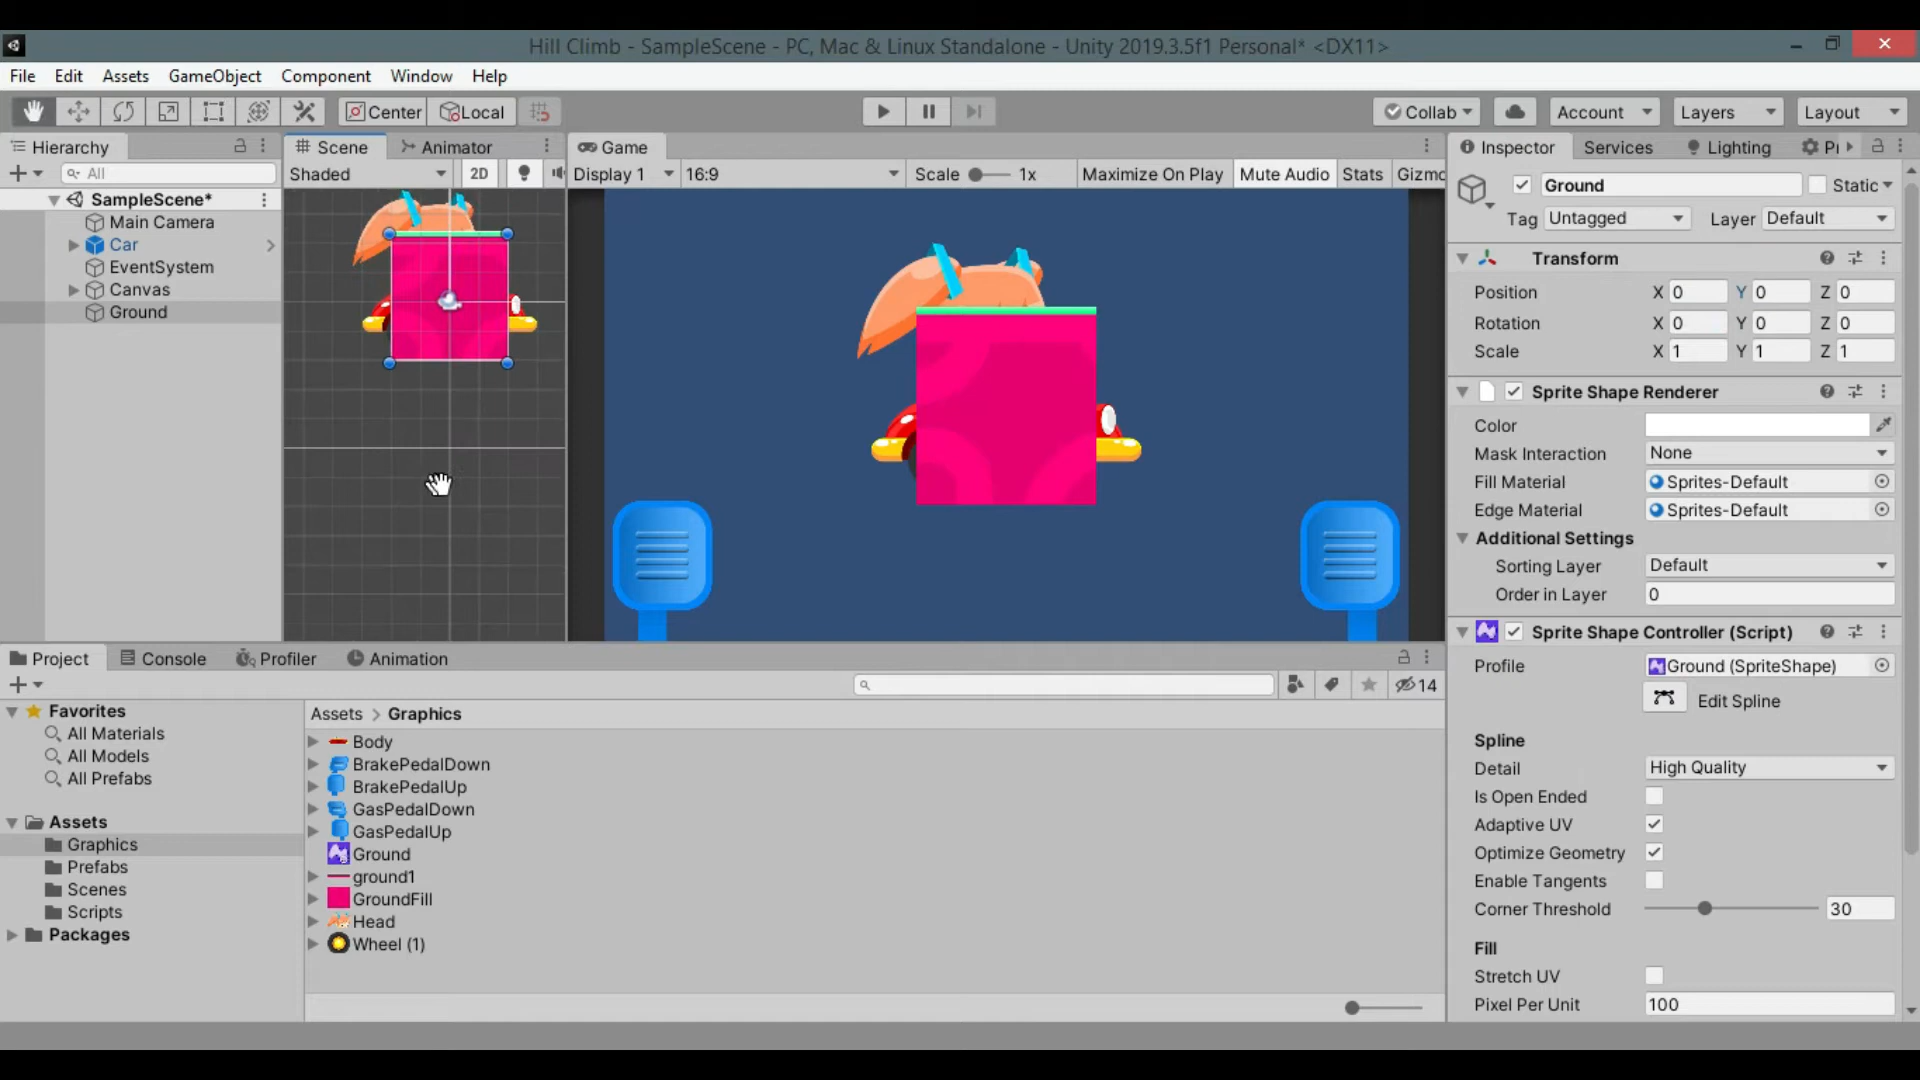 Hill Climb - SampleScene - PC, Mac & Linux Standalone - Unity 2019.3.5f1 Personal* <DX11>
File Edit Assets GameObject Component Window Help
Center Local Collab Account Layers Layout
Hierarchy Scene Animator Game Inspector Services Lighting
All Shaded 2D Display 1 16:9 Scale 1x Maximize On Play Mute Audio Stats Gizmo
SampleScene*
Main Camera
Car
EventSystem
Canvas
Ground
Ground Static
Tag Untagged Layer Default
Transform
Position X 0 Y 0 Z 0
Rotation X 0 Y 0 Z 0
Scale X 1 Y 1 Z 1
Sprite Shape Renderer
Color
Mask Interaction None
Fill Material Sprites-Default
Edge Material Sprites-Default
Additional Settings
Sorting Layer Default
Order in Layer 0
Sprite Shape Controller (Script)
Profile Ground (SpriteShape)
Edit Spline
Spline
Detail High Quality
Is Open Ended
Adaptive UV
Optimize Geometry
Enable Tangents
Corner Threshold 30
Fill
Stretch UV
Pixel Per Unit 100
Project Console Profiler Animation
14
Favorites
All Materials
All Models
All Prefabs
Assets
Graphics
Prefabs
Scenes
Scripts
Packages
Assets > Graphics
Body
BrakePedalDown
BrakePedalUp
GasPedalDown
GasPedalUp
Ground
ground1
GroundFill
Head
Wheel (1)